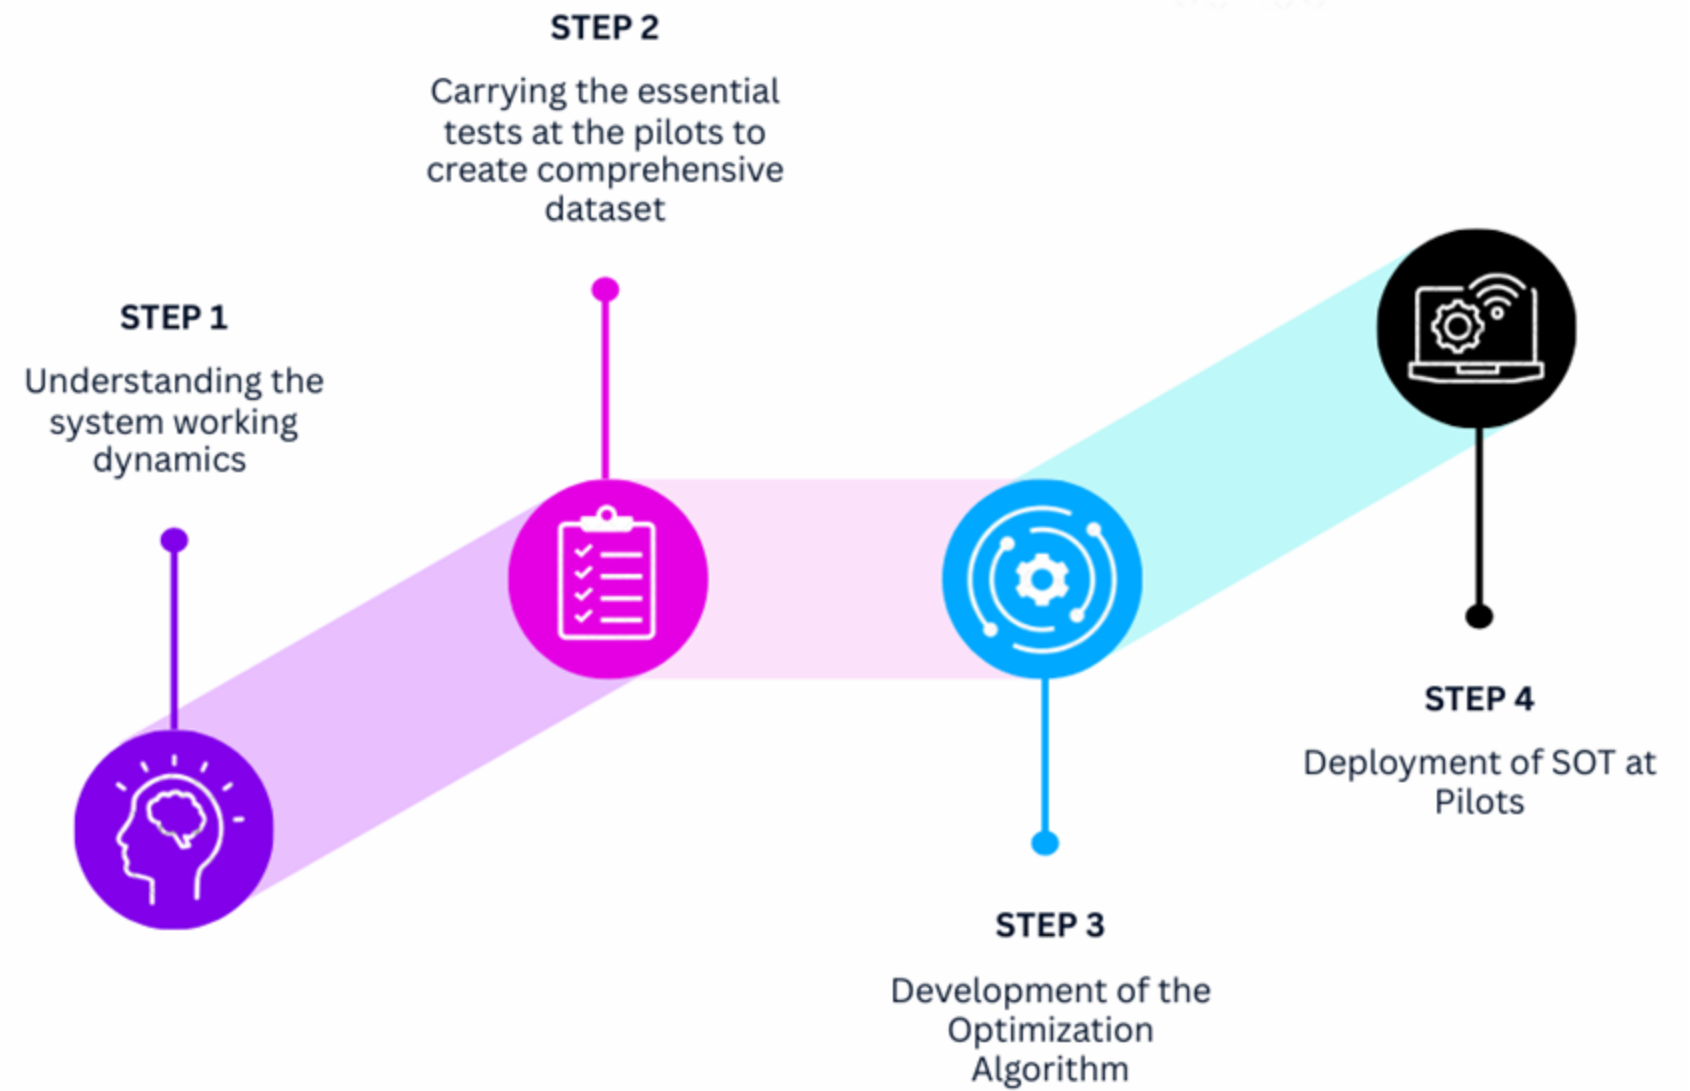 STEP 1
Understanding the
system working
dynamics
STEP 2
Carrying the essential
tests at the pilots to
create comprehensive
dataset
STEP 3
Development of the
Optimization
Algorithm
STEP 4
Deployment of SOT at
Pilots